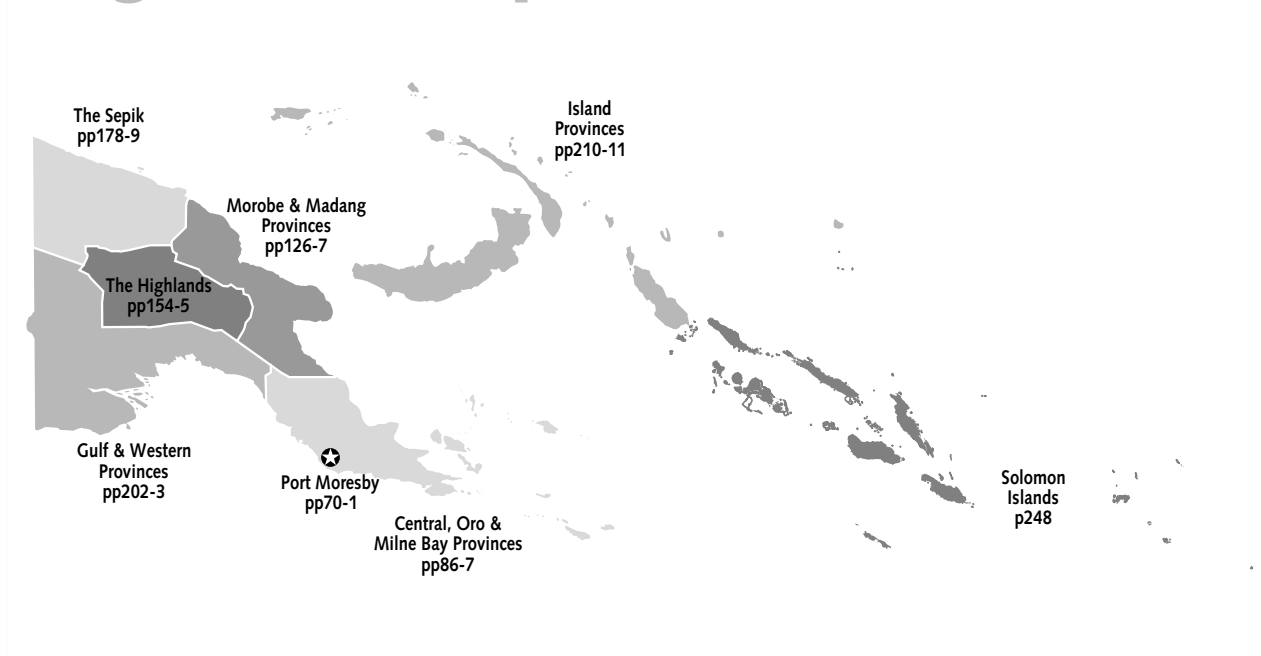 The Sepik
pp178-9
Island
Provinces
pp210-11
Morobe & Madang
Provinces
pp126-7
The Highlands
pp154-5
Gulf & Western
Provinces
pp202-3
Port Moresby
pp70-1
Central, Oro &
Milne Bay Provinces
pp86-7
Solomon
Islands
p248